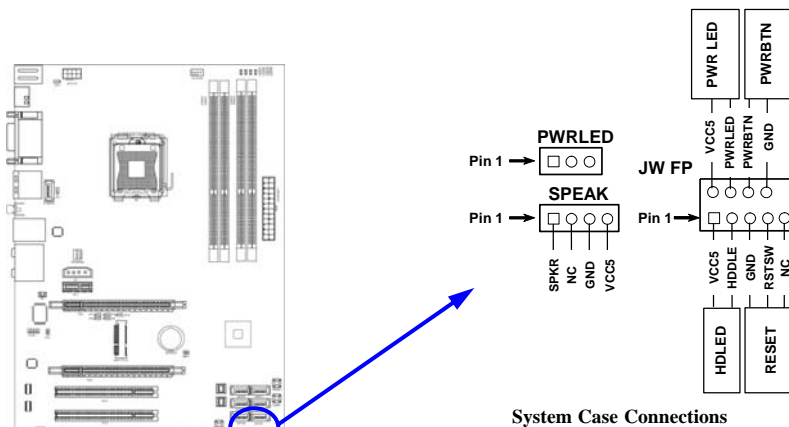 PWR LED
PWRBTN
VCC5
PWRLED
PWRBTN
GND
PWRLED
Pin 1
JW FP
SPEAK
Pin 1
Pin 1
SPKR
NC
GND
VCC5
VCC5
HDDLE
GND
RSTSW
NC
HDLED
RESET
System Case Connections